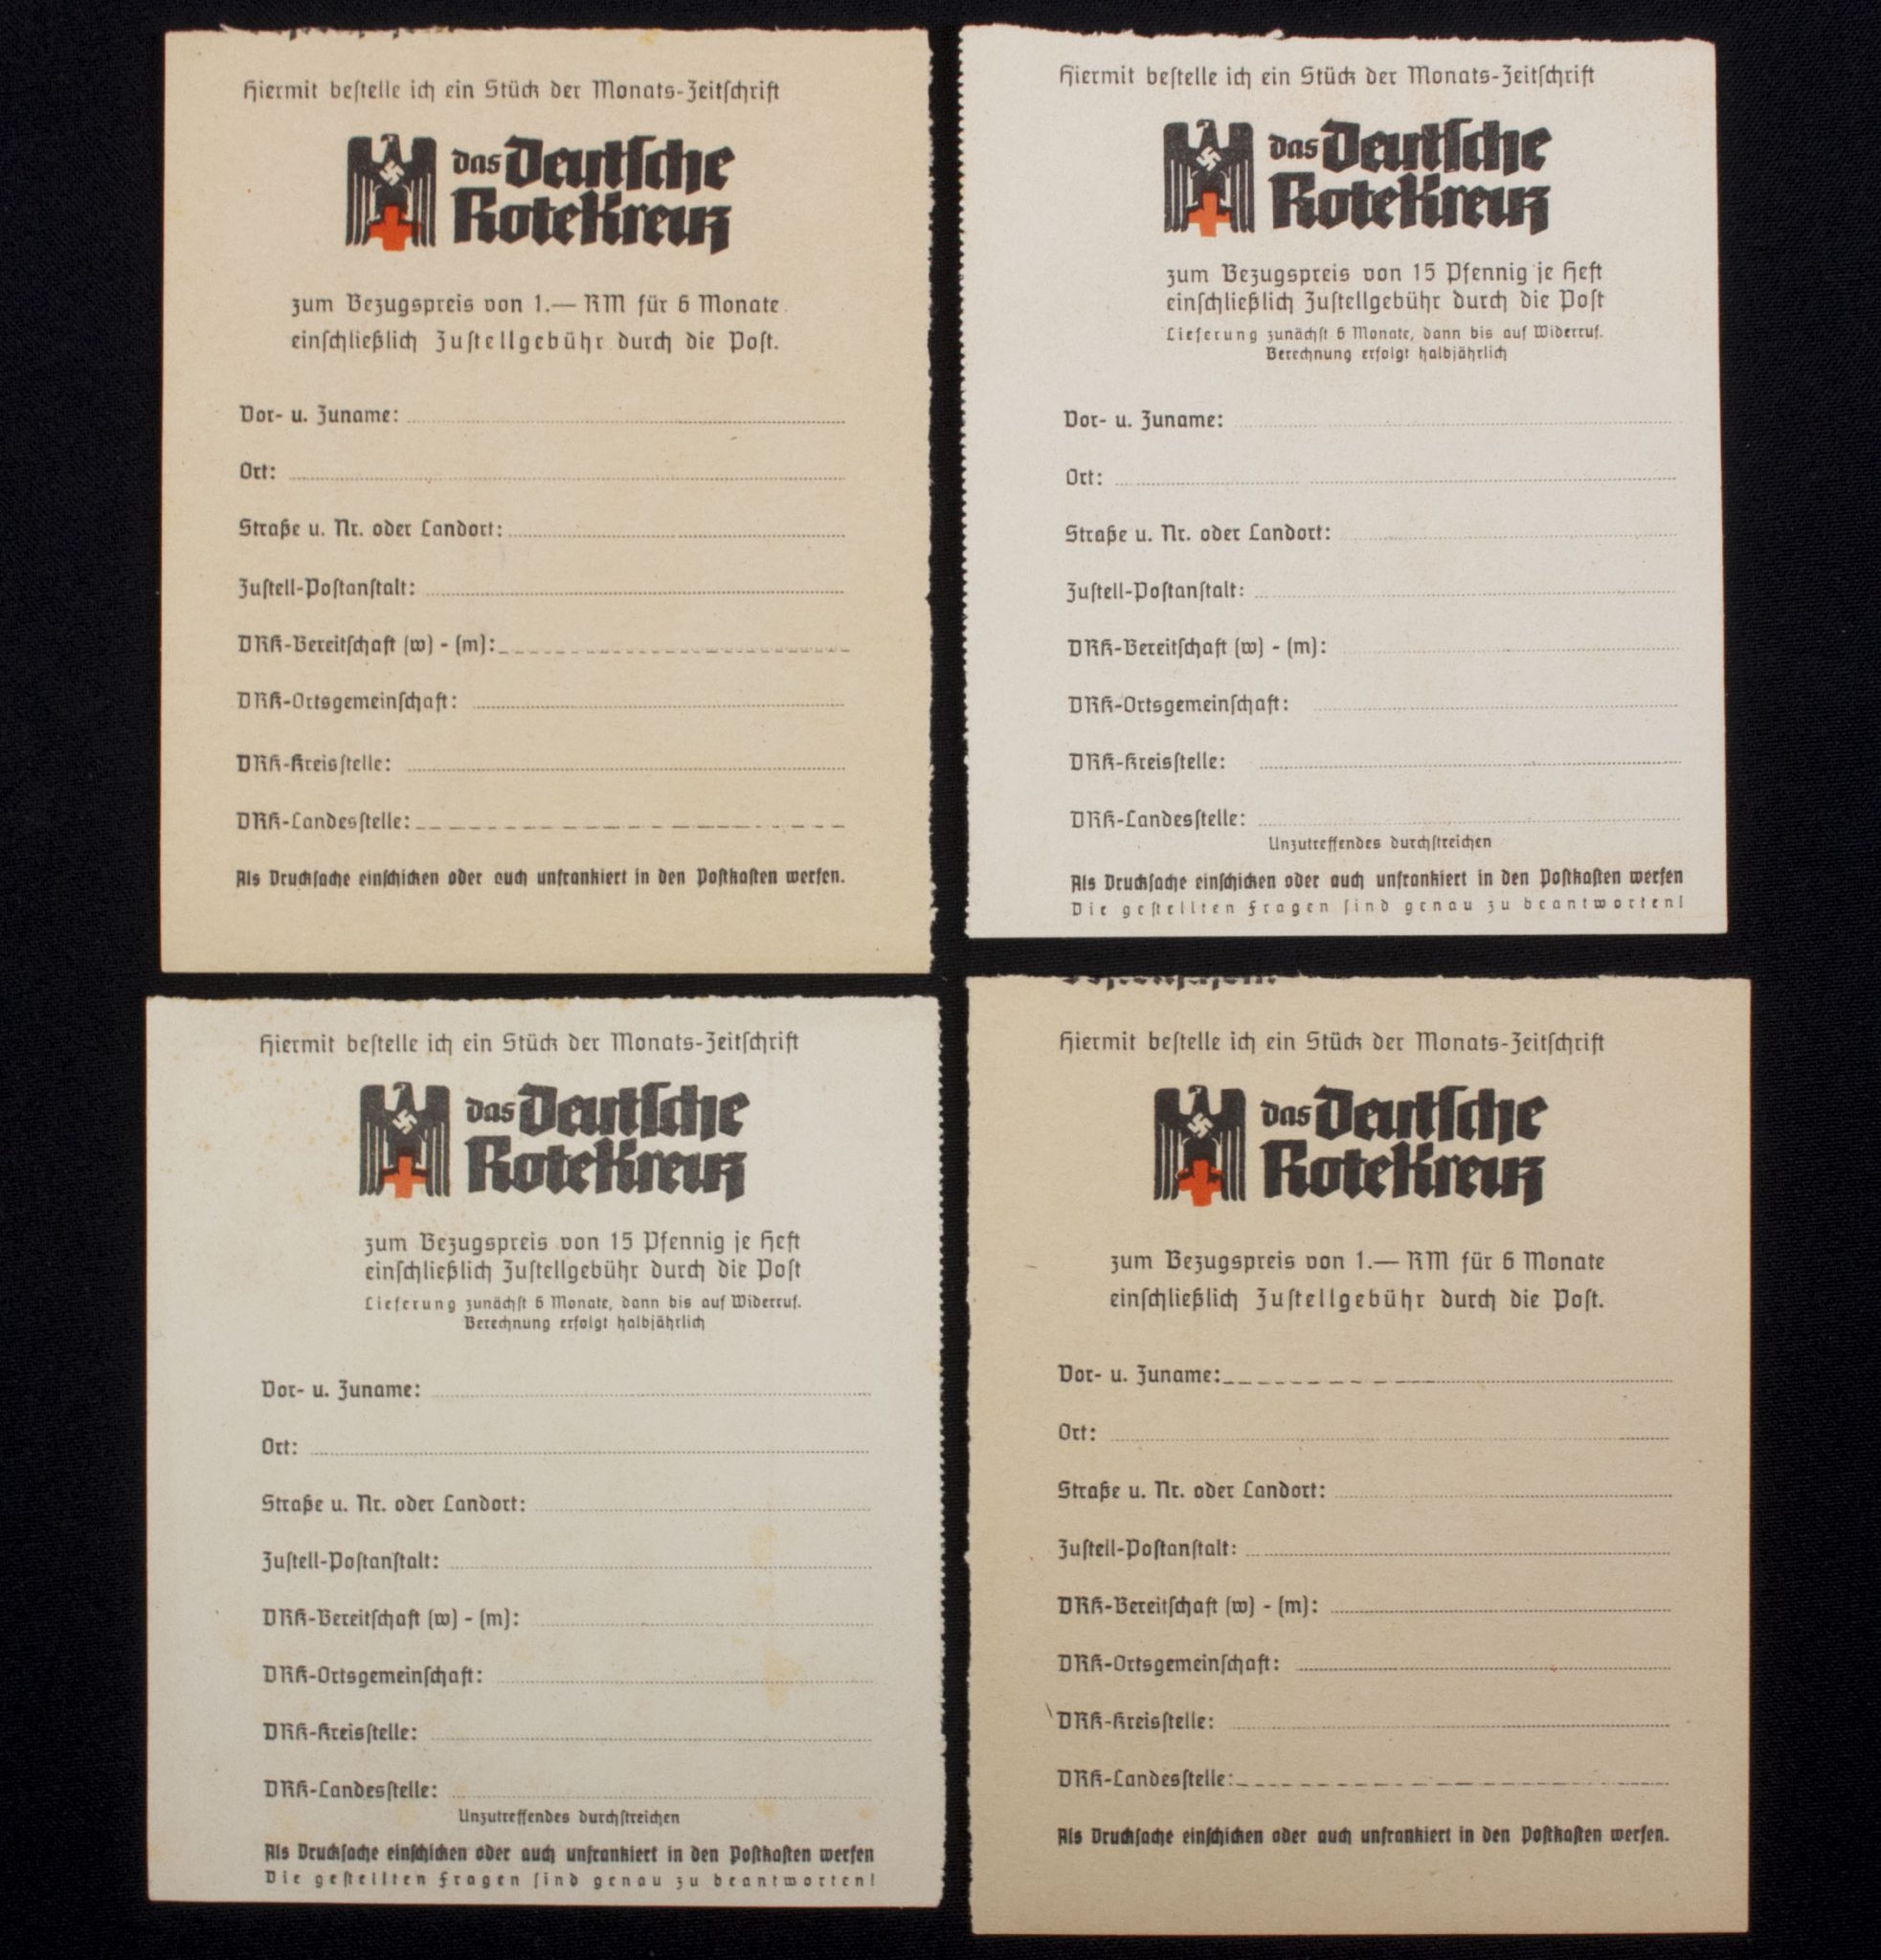 Hiermit bestelle ich ein Stück der Monats-Zeitschrift
das Deutsche
Rote Kreuz
zum Bezugspreis von 1.— RM für 6 Monate
einschließlich Zustellgebühr durch die Post.
Vor- u. Zuname:
Ort:
Straße u. Nr. oder Landort:
Zustell-Postanstalt:
DRK-Bereitschaft (w) - (m):
DRK-Ortsgemeinschaft:
DRK-Kreisstelle:
DRK-Landesstelle:
Als Drucksache einschicken oder auch unfrankiert in den Postkasten werfen.
Hiermit bestelle ich ein Stück der Monats-Zeitschrift
das Deutsche
Rote Kreuz
zum Bezugspreis von 15 Pfennig je Heft
einschließlich Zustellgebühr durch die Post
Lieferung zunächst 6 Monate, dann bis auf Widerruf.
Berechnung erfolgt halbjährlich
Vor- u. Zuname:
Ort:
Straße u. Nr. oder Landort:
Zustell-Postanstalt:
DRK-Bereitschaft (w) - (m):
DRK-Ortsgemeinschaft:
DRK-Kreisstelle:
DRK-Landesstelle:
Unzutreffendes durchstreichen
Als Drucksache einschicken oder auch unfrankiert in den Postkasten werfen
Die gestellten Fragen sind genau zu beantworten!
Hiermit bestelle ich ein Stück der Monats-Zeitschrift
das Deutsche
Rote Kreuz
zum Bezugspreis von 15 Pfennig je Heft
einschließlich Zustellgebühr durch die Post
Lieferung zunächst 6 Monate, dann bis auf Widerruf.
Berechnung erfolgt halbjährlich
Vor- u. Zuname:
Ort:
Straße u. Nr. oder Landort:
Zustell-Postanstalt:
DRK-Bereitschaft (w) - (m):
DRK-Ortsgemeinschaft:
DRK-Kreisstelle:
DRK-Landesstelle:
Unzutreffendes durchstreichen
Als Drucksache einschicken oder auch unfrankiert in den Postkasten werfen
Die gestellten Fragen sind genau zu beantworten!
Hiermit bestelle ich ein Stück der Monats-Zeitschrift
das Deutsche
Rote Kreuz
zum Bezugspreis von 1.— RM für 6 Monate
einschließlich Zustellgebühr durch die Post.
Vor- u. Zuname:
Ort:
Straße u. Nr. oder Landort:
Zustell-Postanstalt:
DRK-Bereitschaft (w) - (m):
DRK-Ortsgemeinschaft:
DRK-Kreisstelle:
DRK-Landesstelle:
Als Drucksache einschicken oder auch unfrankiert in den Postkasten werfen.